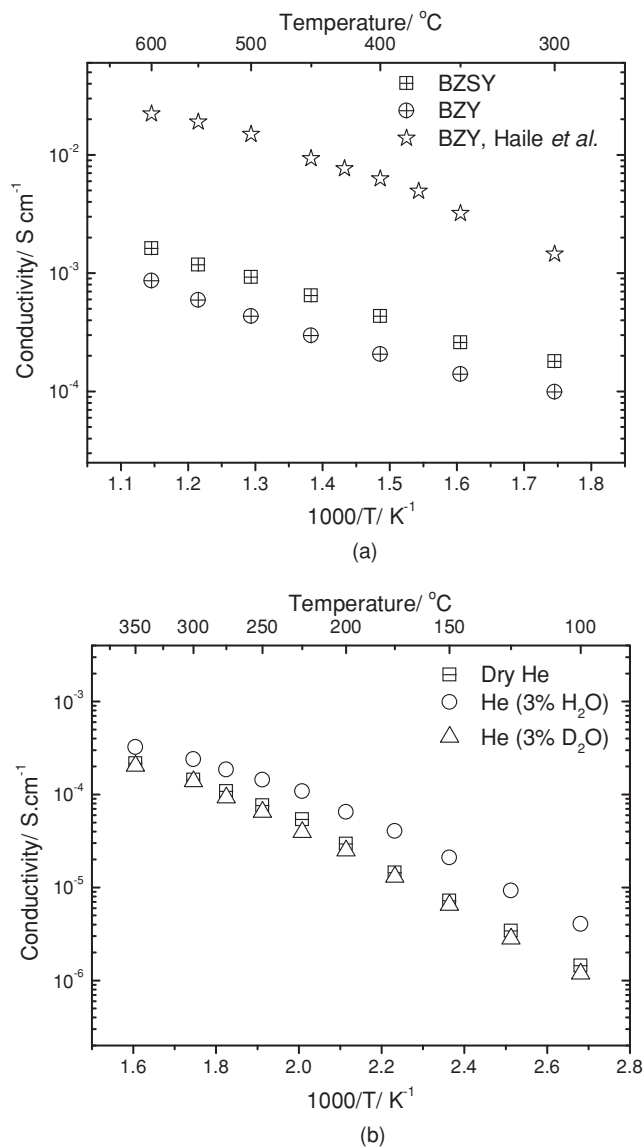 Temperature/ °C
600 500 400 300
BZSY
BZY
BZY, Haile et al.
10⁻²
10⁻³
10⁻⁴
Conductivity/ S cm⁻¹
1.1 1.2 1.3 1.4 1.5 1.6 1.7 1.8
1000/T/ K⁻¹
(a)
Temperature/ °C
350 300 250 200 150 100
Dry He
He (3% H₂O)
He (3% D₂O)
10⁻³
10⁻⁴
10⁻⁵
10⁻⁶
Conductivity/ S.cm⁻¹
1.6 1.8 2.0 2.2 2.4 2.6 2.8
1000/T/ K⁻¹
(b)